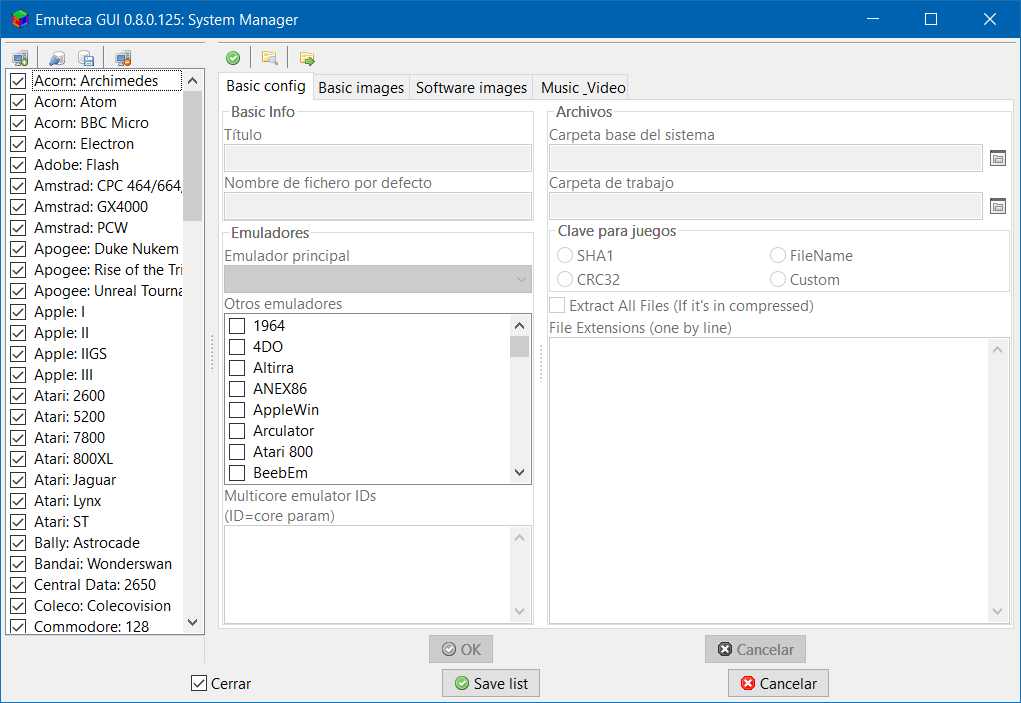 Emuteca GUI 0.8.0.125: System Manager
Acorn: Archimedes
Acorn: Atom
Acorn: BBC Micro
Acorn: Electron
Adobe: Flash
Amstrad: CPC 464/664
Amstrad: GX4000
Amstrad: PCW
Apogee: Duke Nukem
Apogee: Rise of the Tri
Apogee: Unreal Tourna
Apple: I
Apple: II
Apple: IIGS
Apple: III
Atari: 2600
Atari: 5200
Atari: 7800
Atari: 800XL
Atari: Jaguar
Atari: Lynx
Atari: ST
Bally: Astrocade
Bandai: Wonderswan
Central Data: 2650
Coleco: Colecovision
Commodore: 128
Basic config
Basic images
Software images
Music _Video
Basic Info
Título
Nombre de fichero por defecto
Emuladores
Emulador principal
Otros emuladores
1964
4DO
Altirra
ANEX86
AppleWin
Arculator
Atari 800
BeebEm
Multicore emulator IDs
(ID=core param)
Archivos
Carpeta base del sistema
Carpeta de trabajo
Clave para juegos
SHA1
FileName
CRC32
Custom
Extract All Files (If it's in compressed)
File Extensions (one by line)
OK
Cancelar
Cerrar
Save list
Cancelar